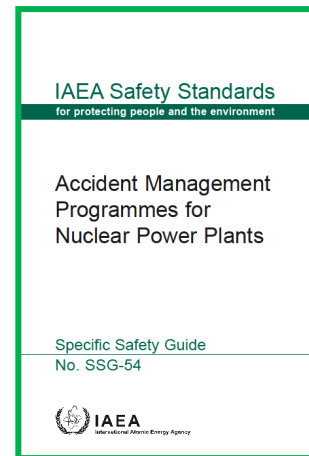 IAEA Safety Standards
for protecting people and the environment
Accident Management
Programmes for
Nuclear Power Plants
Specific Safety Guide
No. SSG-54
IAEA
International Atomic Energy Agency